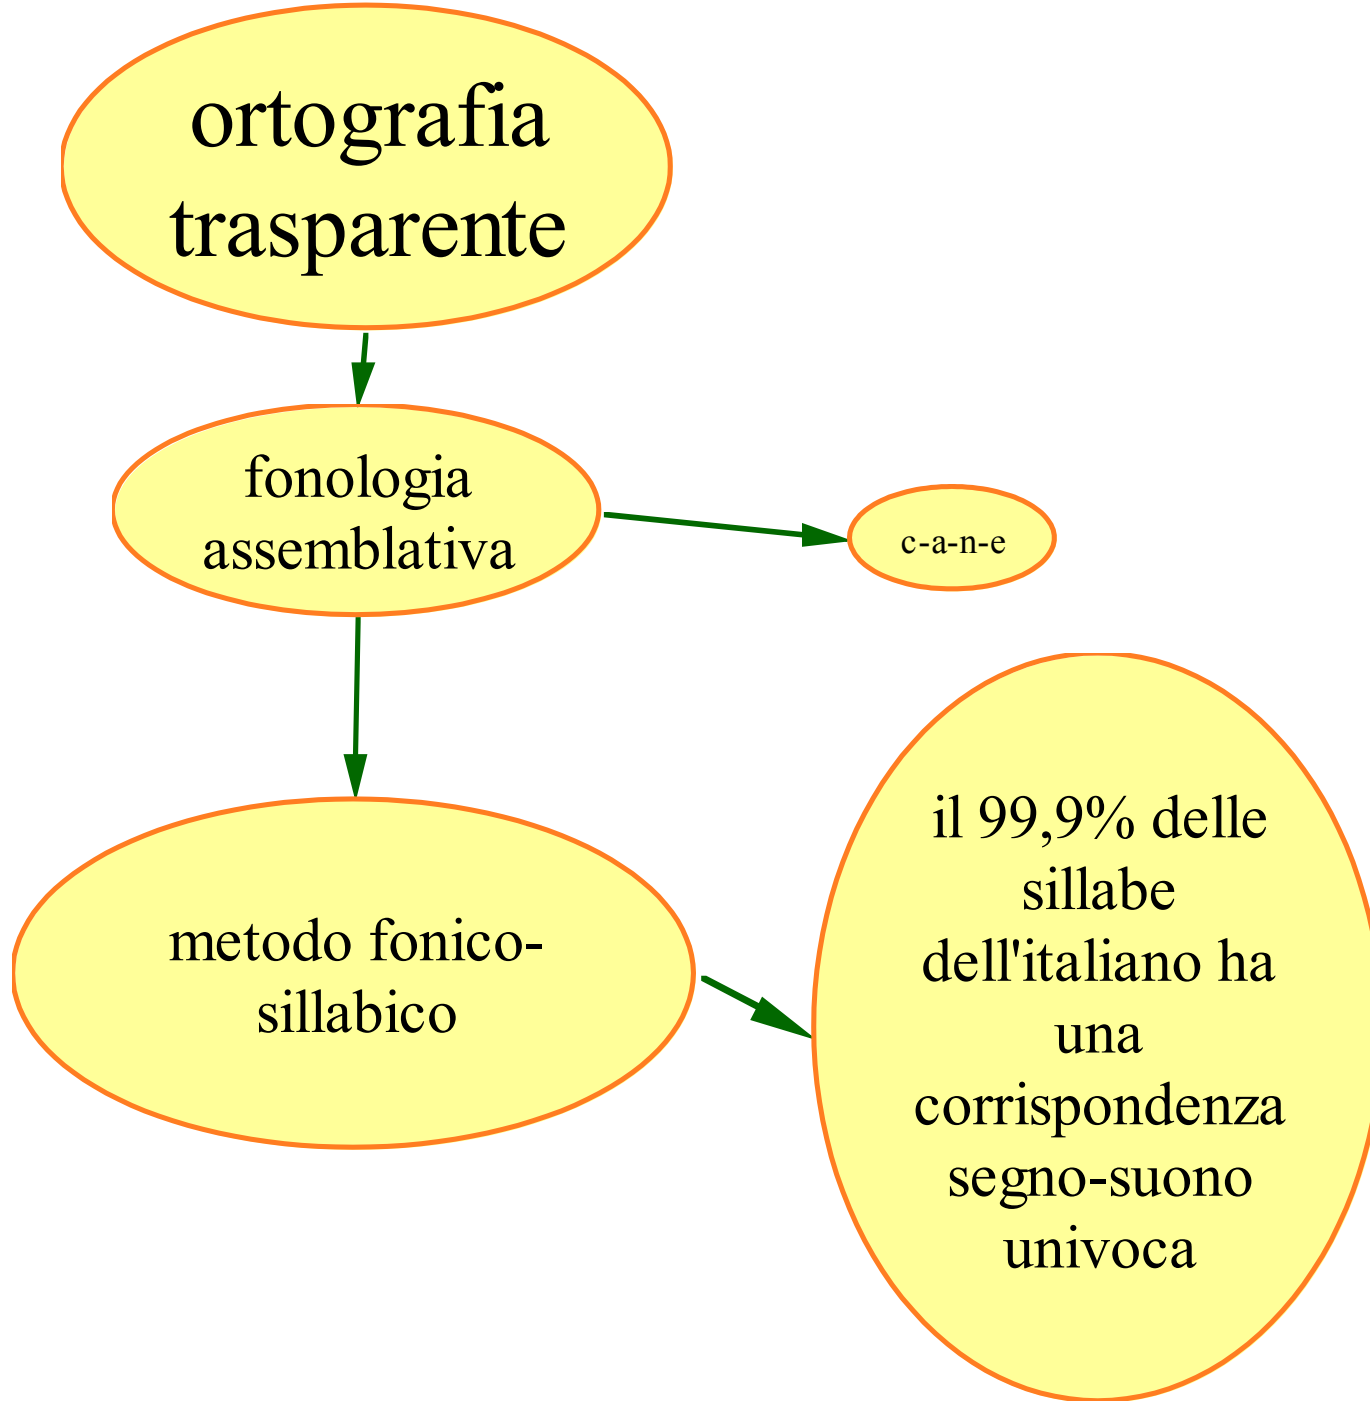 ortografia
trasparente
fonologia
assemblativa
c-a-n-e
metodo fonico-
sillabico
il 99,9% delle
sillabe
dell'italiano ha
una
corrispondenza
segno-suono
univoca